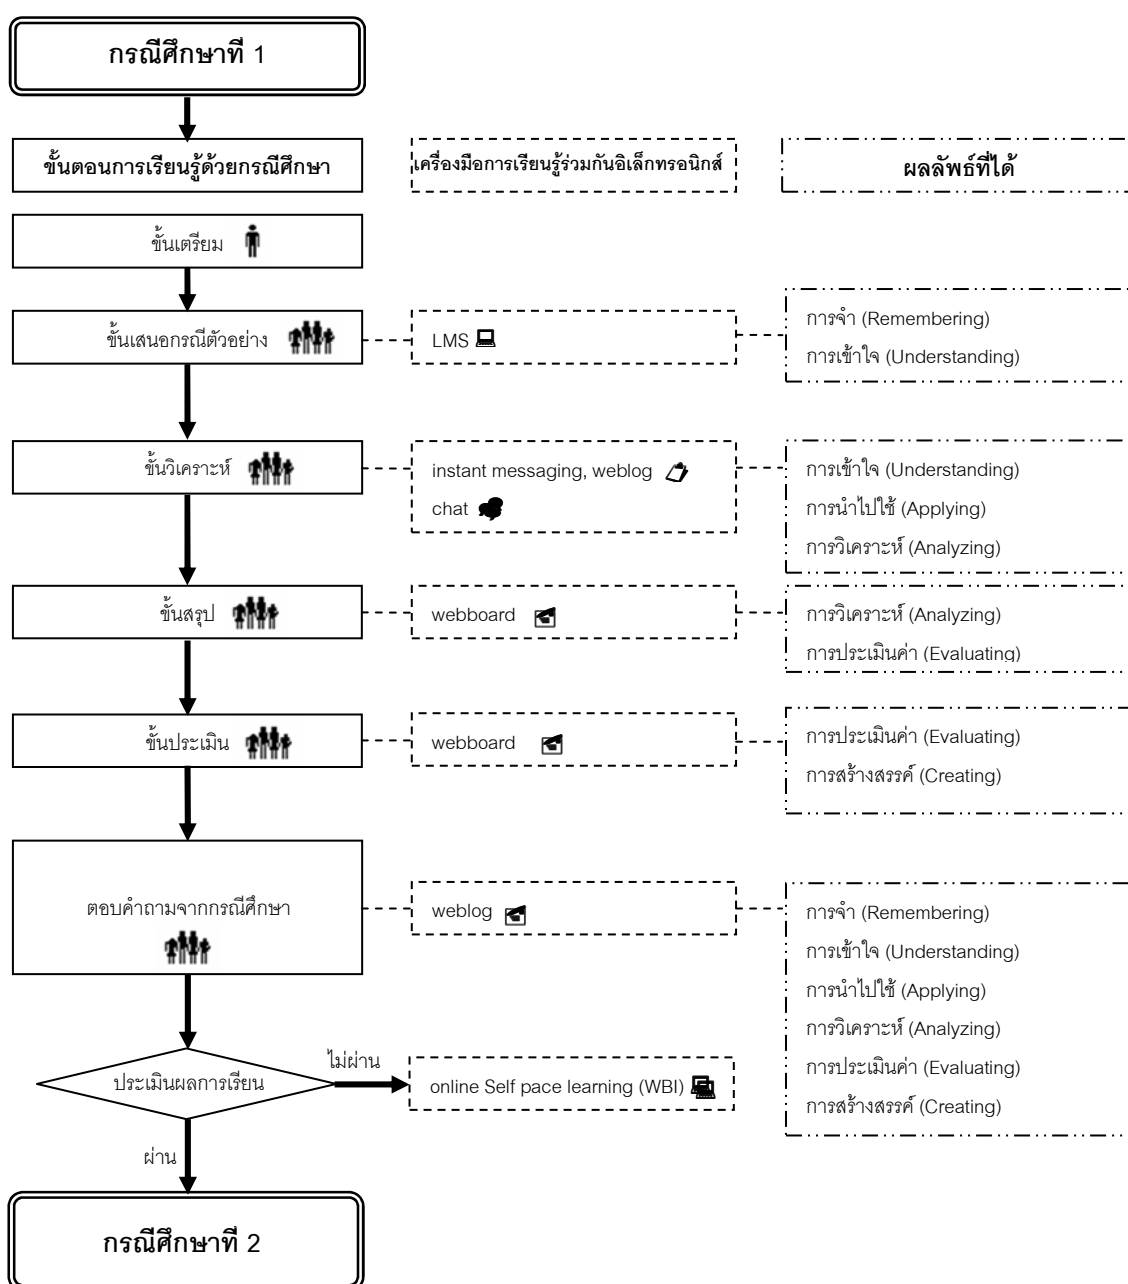 กรณีศึกษาที่ 1
ขั้นตอนการเรียนรู้ด้วยกรณีศึกษา
เครื่องมือการเรียนรู้ร่วมกันอิเล็กทรอนิกส์
ผลลัพธ์ที่ได้
ขั้นเตรียม
ขั้นเสนอกรณีตัวอย่าง
LMS
การจำ (Remembering)
การเข้าใจ (Understanding)
ขั้นวิเคราะห์
instant messaging, weblog
chat
การเข้าใจ (Understanding)
การนำไปใช้ (Applying)
การวิเคราะห์ (Analyzing)
ขั้นสรุป
webboard
การวิเคราะห์ (Analyzing)
การประเมินค่า (Evaluating)
ขั้นประเมิน
webboard
การประเมินค่า (Evaluating)
การสร้างสรรค์ (Creating)
ตอบคำถามจากกรณีศึกษา
weblog
การจำ (Remembering)
การเข้าใจ (Understanding)
การนำไปใช้ (Applying)
การวิเคราะห์ (Analyzing)
การประเมินค่า (Evaluating)
การสร้างสรรค์ (Creating)
ประเมินผลการเรียน
ไม่ผ่าน
online Self pace learning (WBI)
ผ่าน
กรณีศึกษาที่ 2